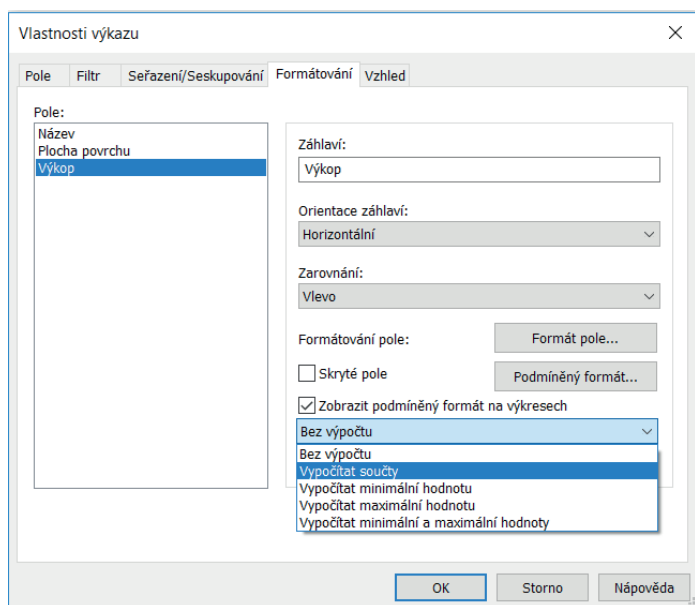 Vlastnosti výkazu
Pole Filtr Seřazení/Seskupování Formátování Vzhled
Pole:
Název
Plocha povrchu
Výkop
Záhlaví:
Výkop
Orientace záhlaví:
Horizontální
Zarovnání:
Vlevo
Formátování pole: Formát pole...
Skryté pole Podmíněný formát...
Zobrazit podmíněný formát na výkresech
Bez výpočtu
Bez výpočtu
Vypočítat součty
Vypočítat minimální hodnotu
Vypočítat maximální hodnotu
Vypočítat minimální a maximální hodnoty
OK Storno Nápověda